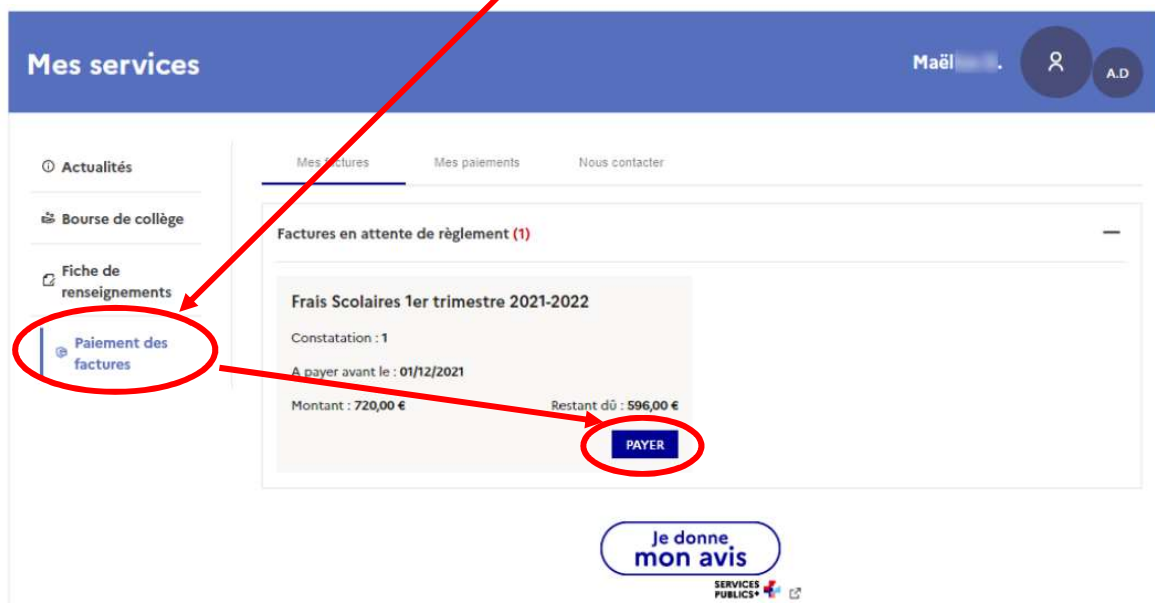 Mes services
Maël .
A.D
Actualités
Bourse de collège
Fiche de
renseignements
Paiement des
factures
Mes factures Mes paiements Nous contacter
Factures en attente de règlement (1)
Frais Scolaires 1er trimestre 2021-2022
Constatation : 1
A payer avant le : 01/12/2021
Montant : 720,00 € Restant dû : 596,00 €
PAYER
Je donne
mon avis
SERVICES
PUBLICS+